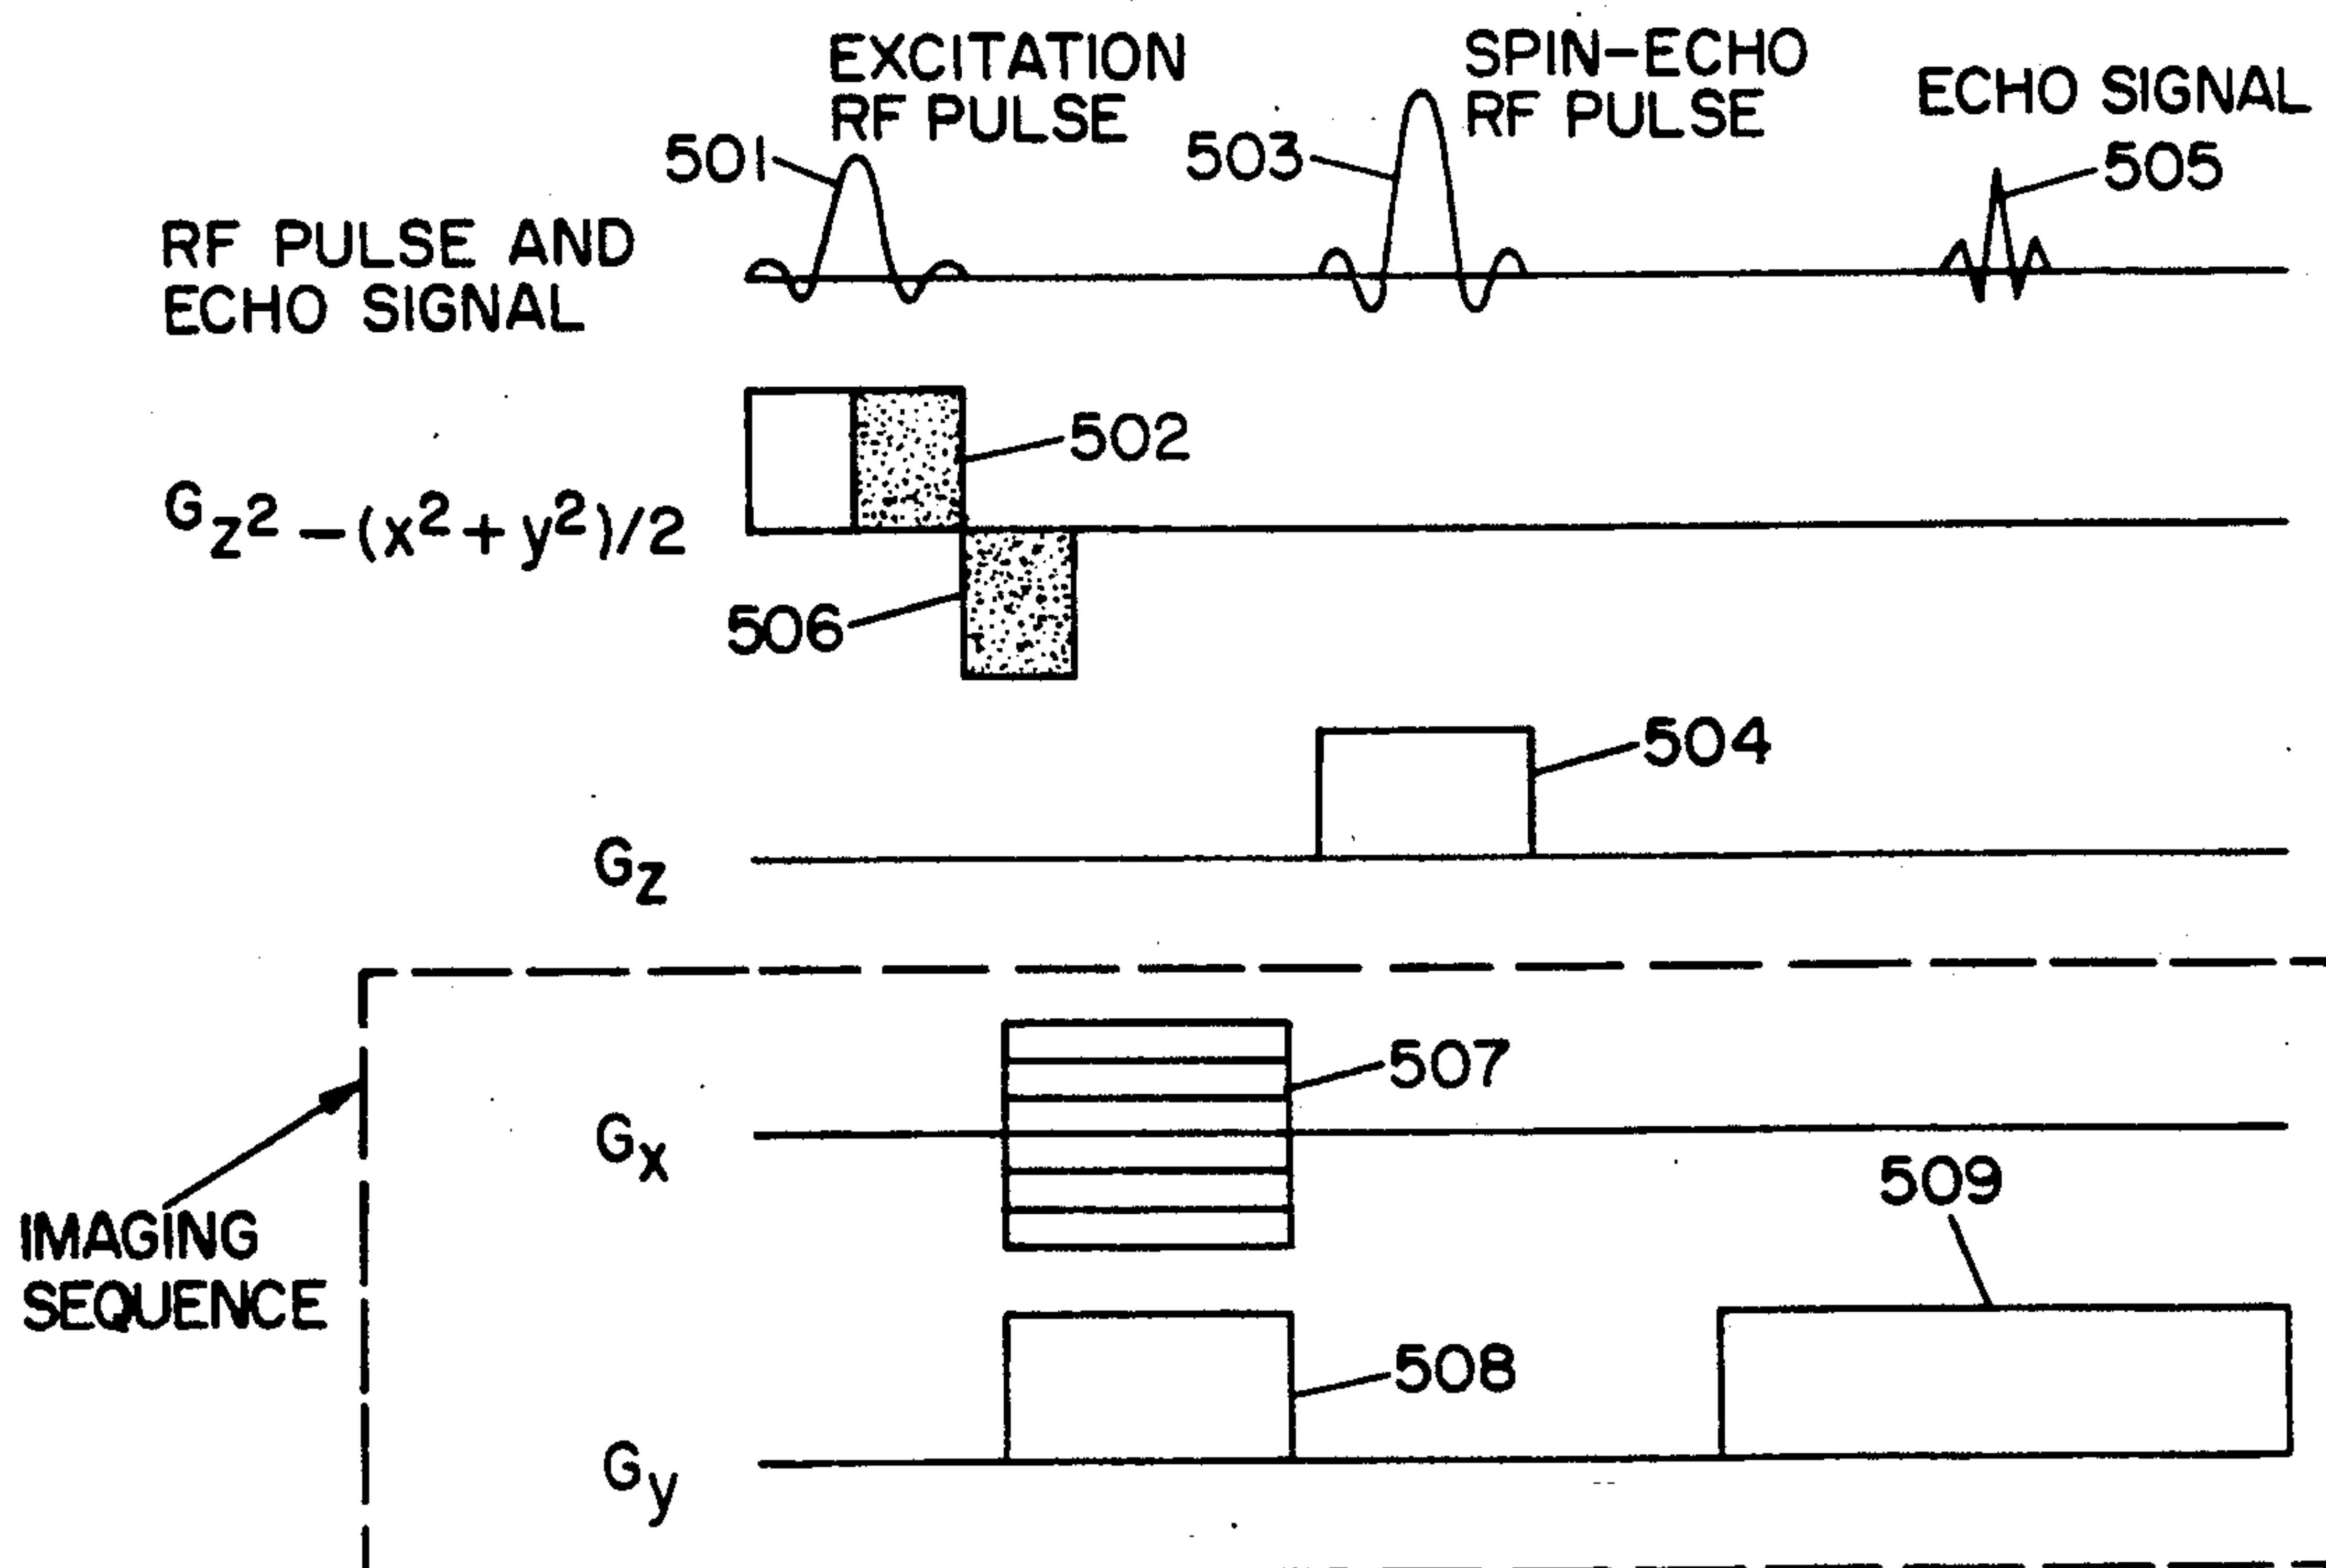 EXCITATION
RF PULSE
SPIN-ECHO
RF PULSE
ECHO SIGNAL
501
503
505
RF PULSE AND
ECHO SIGNAL
502
Gz2 – (x2 + y2)/2
506
504
Gz
507
Gx
509
IMAGING
SEQUENCE
508
Gy